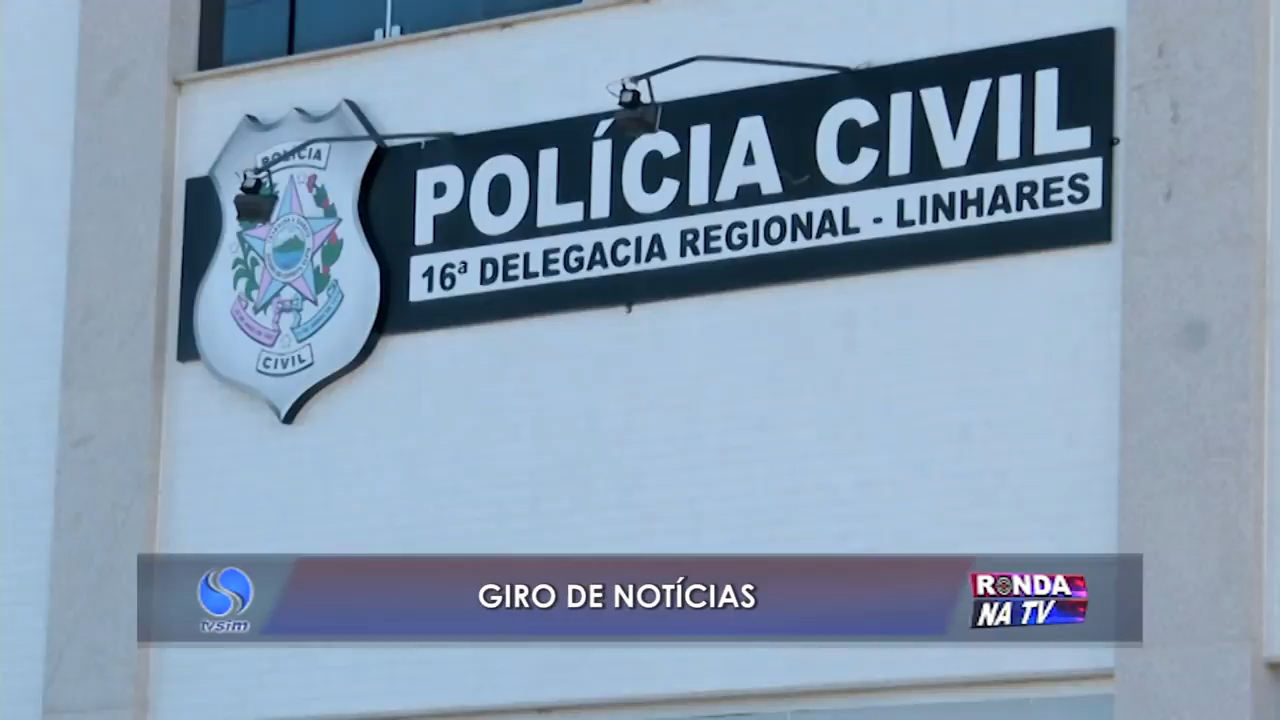 POLÍCIA
CIVIL
POLÍCIA CIVIL
16ª DELEGACIA REGIONAL - LINHARES
tvsim
GIRO DE NOTÍCIAS
RONDA
NA TV